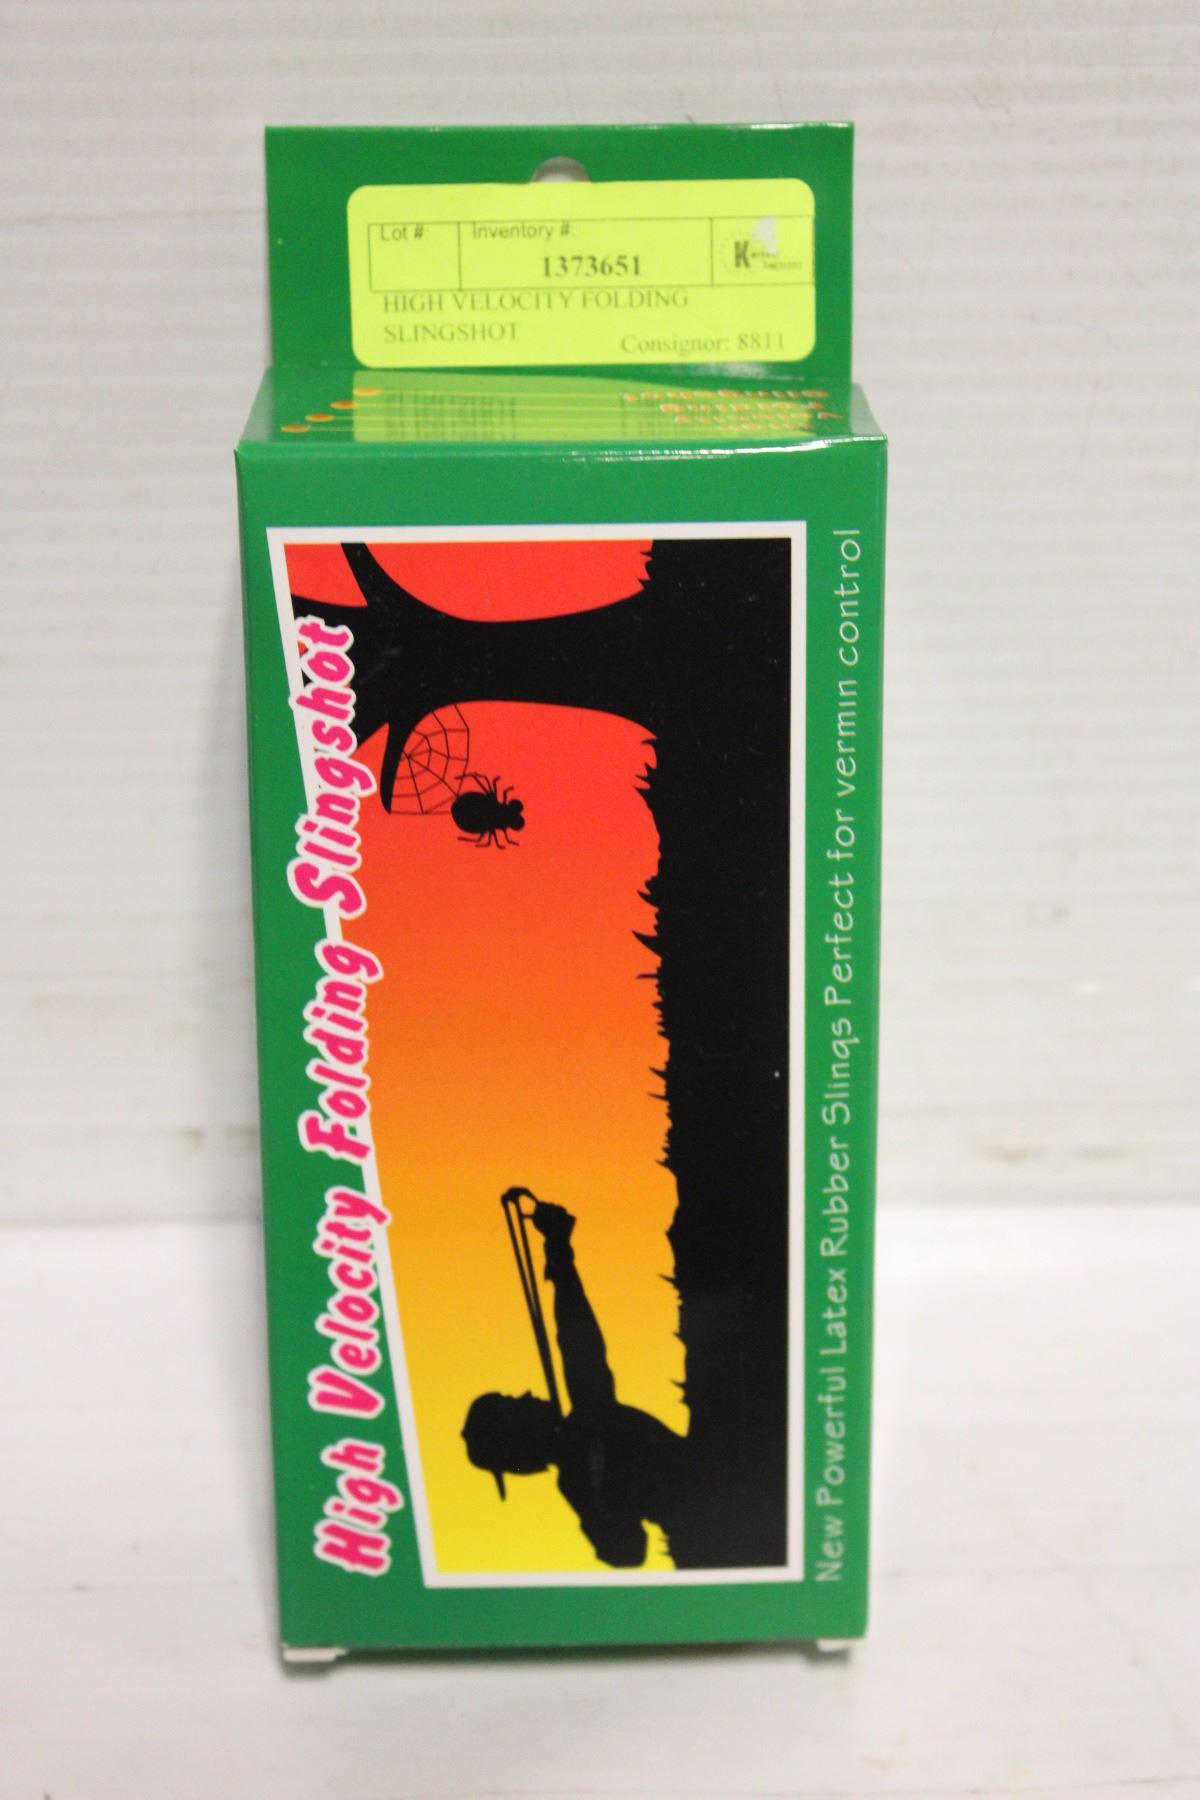 Lot #:
Inventory #:
1373651
HIGH VELOCITY FOLDING
SLINGSHOT
Consignor: 8811
High Velocity Folding Slingshot
New Powerful Latex Rubber Slings Perfect for vermin control